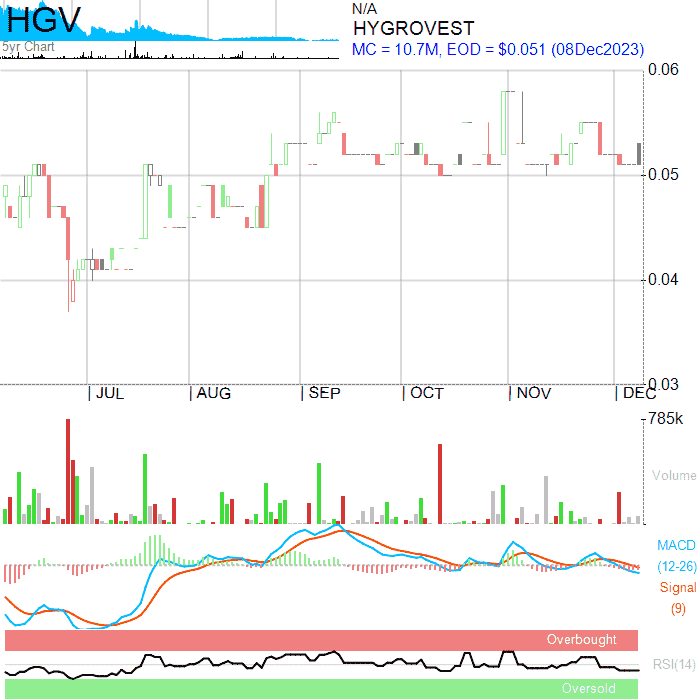 HGV
5yr Chart
N/A
HYGROVEST
MC = 10.7M, EOD = $0.051 (08Dec2023)
0.06
0.05
0.04
0.03
JUL
AUG
SEP
OCT
NOV
DEC
785k
Volume
MACD
(12-26)
Signal
(9)
Overbought
RSI(14)
Oversold